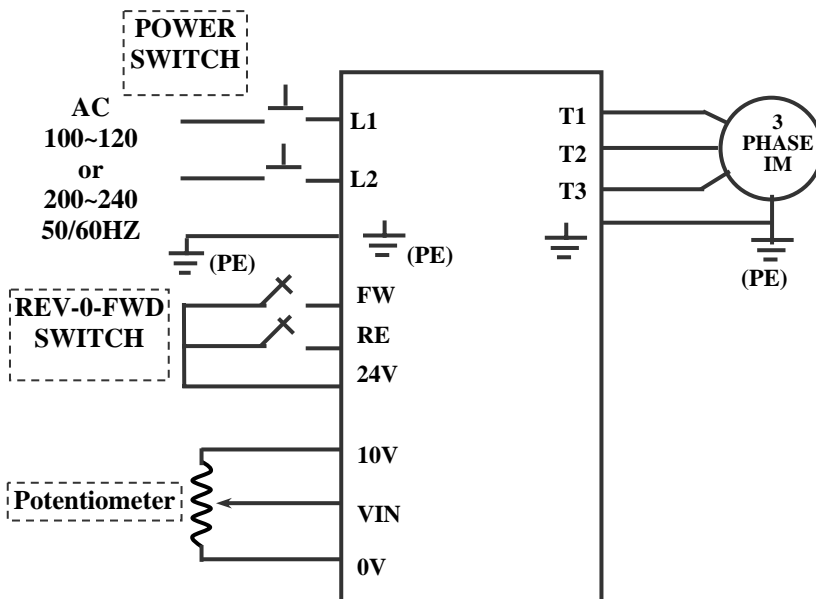 POWER
SWITCH
AC
100~120
or
200~240
50/60HZ
L1
L2
(PE)
(PE)
T1
T2
T3
3
PHASE
IM
(PE)
REV-0-FWD
SWITCH
FW
RE
24V
Potentiometer
10V
VIN
0V